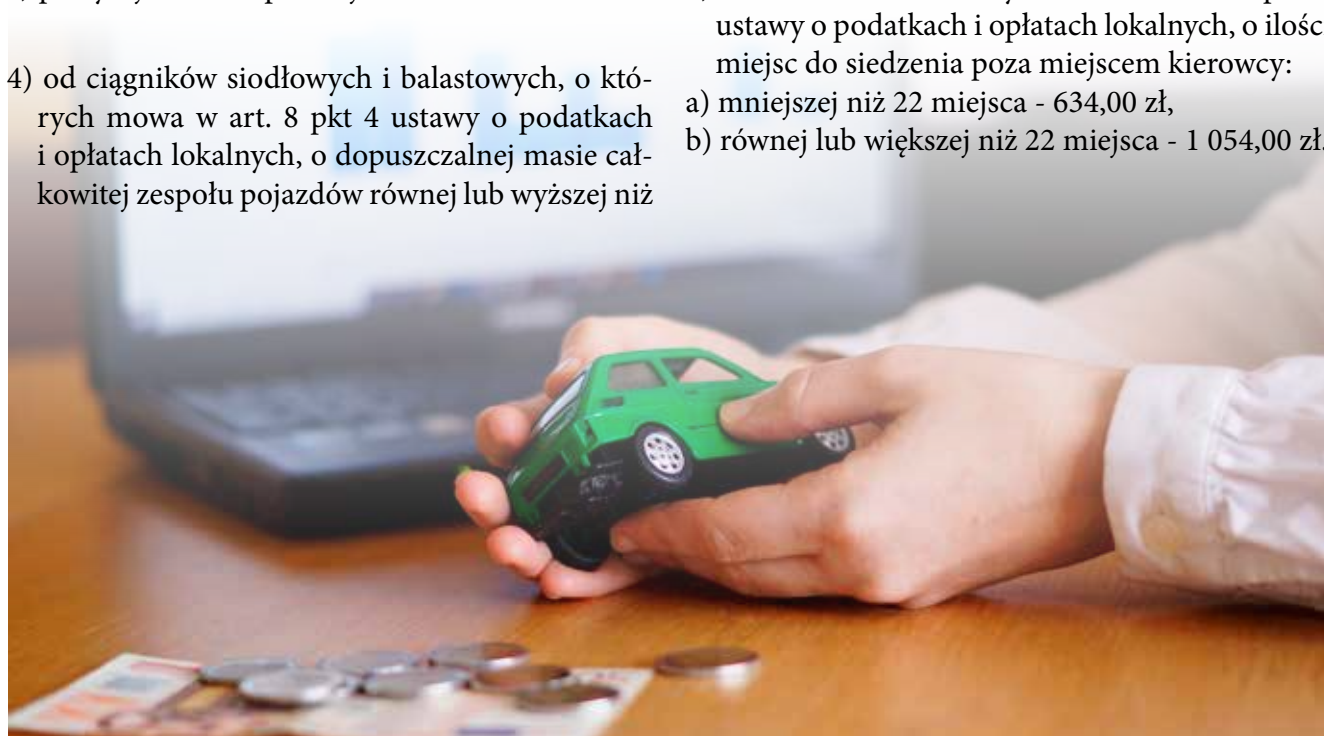 4) od ciągników siodłowych i balastowych, o któ-
rych mowa w art. 8 pkt 4 ustawy o podatkach
i opłatach lokalnych, o dopuszczalnej masie cał-
kowitej zespołu pojazdów równej lub wyższej niż
ustawy o podatkach i opłatach lokalnych, o
miejsc do siedzenia poza miejscem kierowcy:
a) mniejszej niż 22 miejsca - 634,00 zł,
b) równej lub większej niż 22 miejsca - 1 054,00 zł.